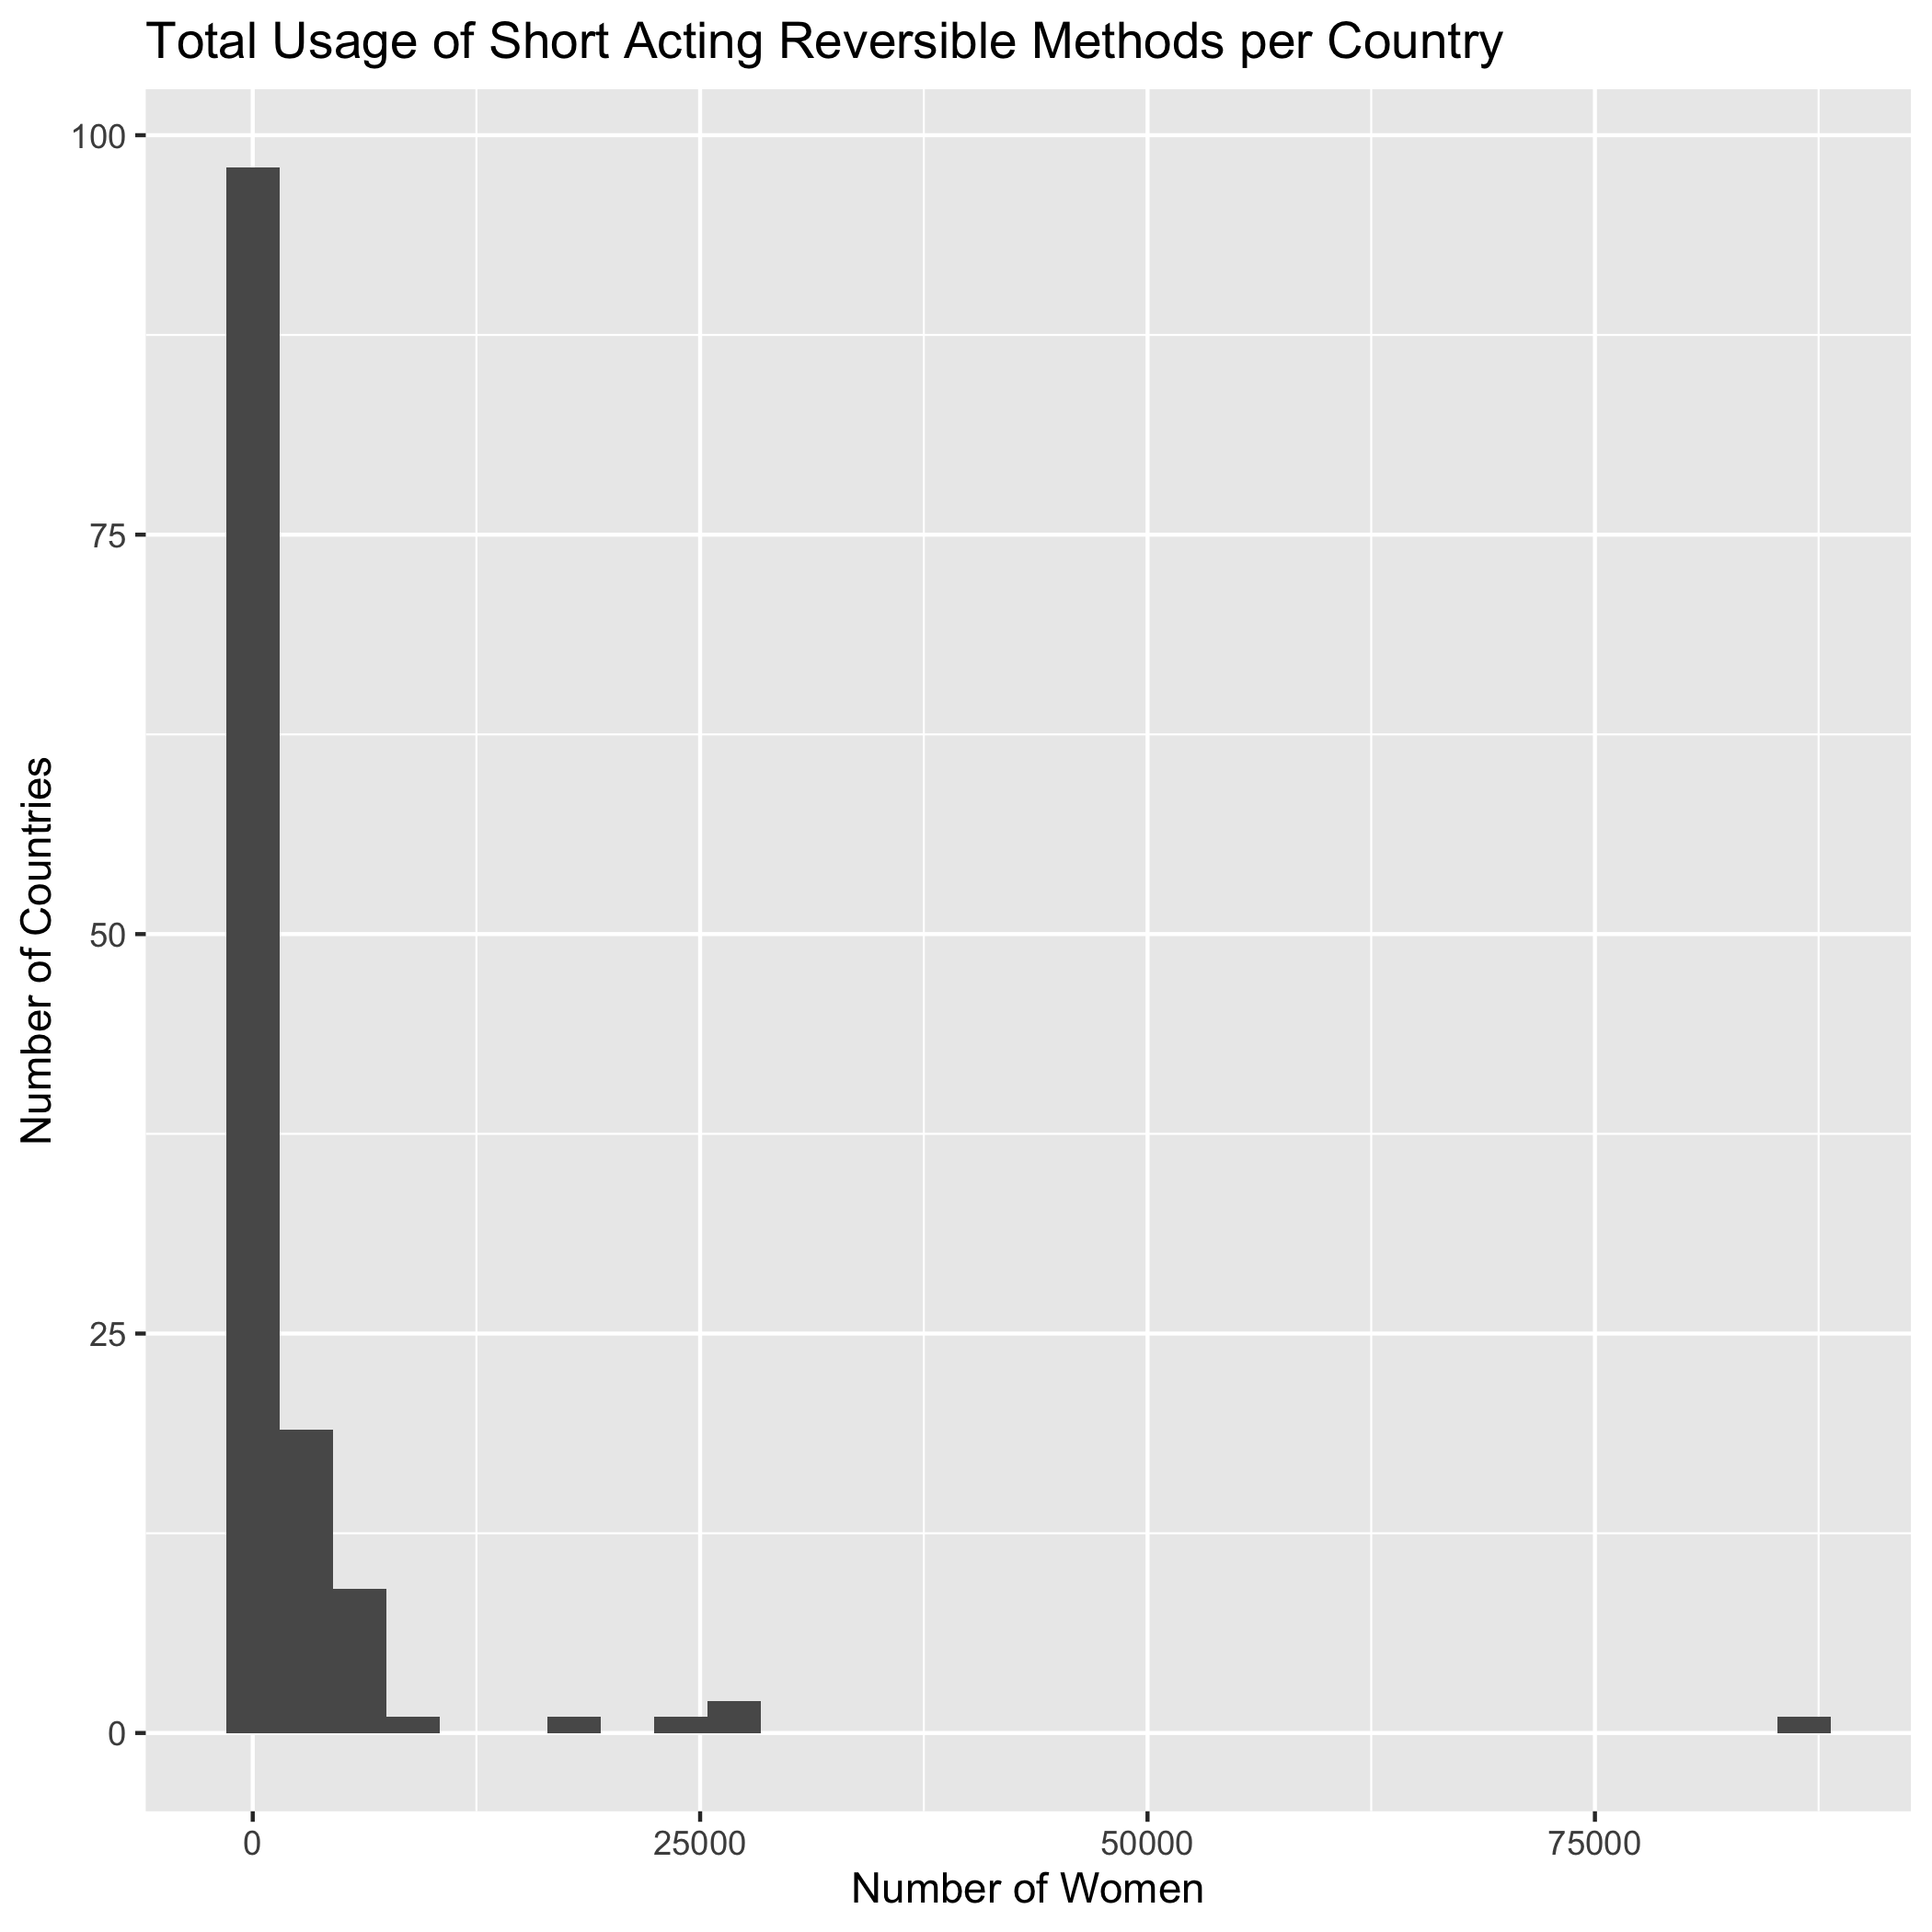 Total Usage of Short Acting Reversible Methods per Country
100
75
50
25
0
Number of Countries
0 25000 50000 75000
Number of Women